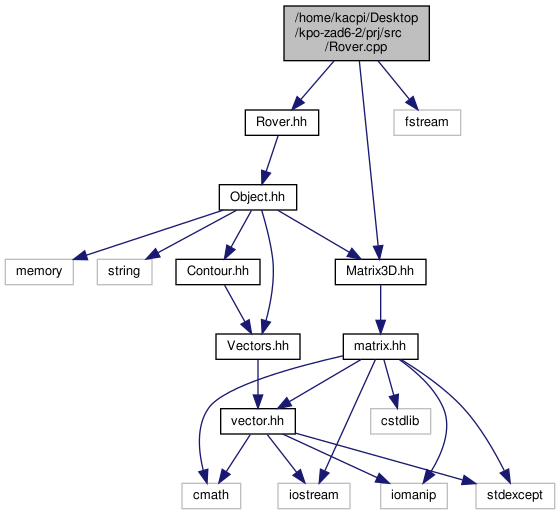 /home/kacpi/Desktop
/kpo-zad6-2/prj/src
/Rover.cpp
Rover.hh
fstream
Object.hh
memory
string
Contour.hh
Matrix3D.hh
Vectors.hh
matrix.hh
vector.hh
cstdlib
cmath
iostream
iomanip
stdexcept